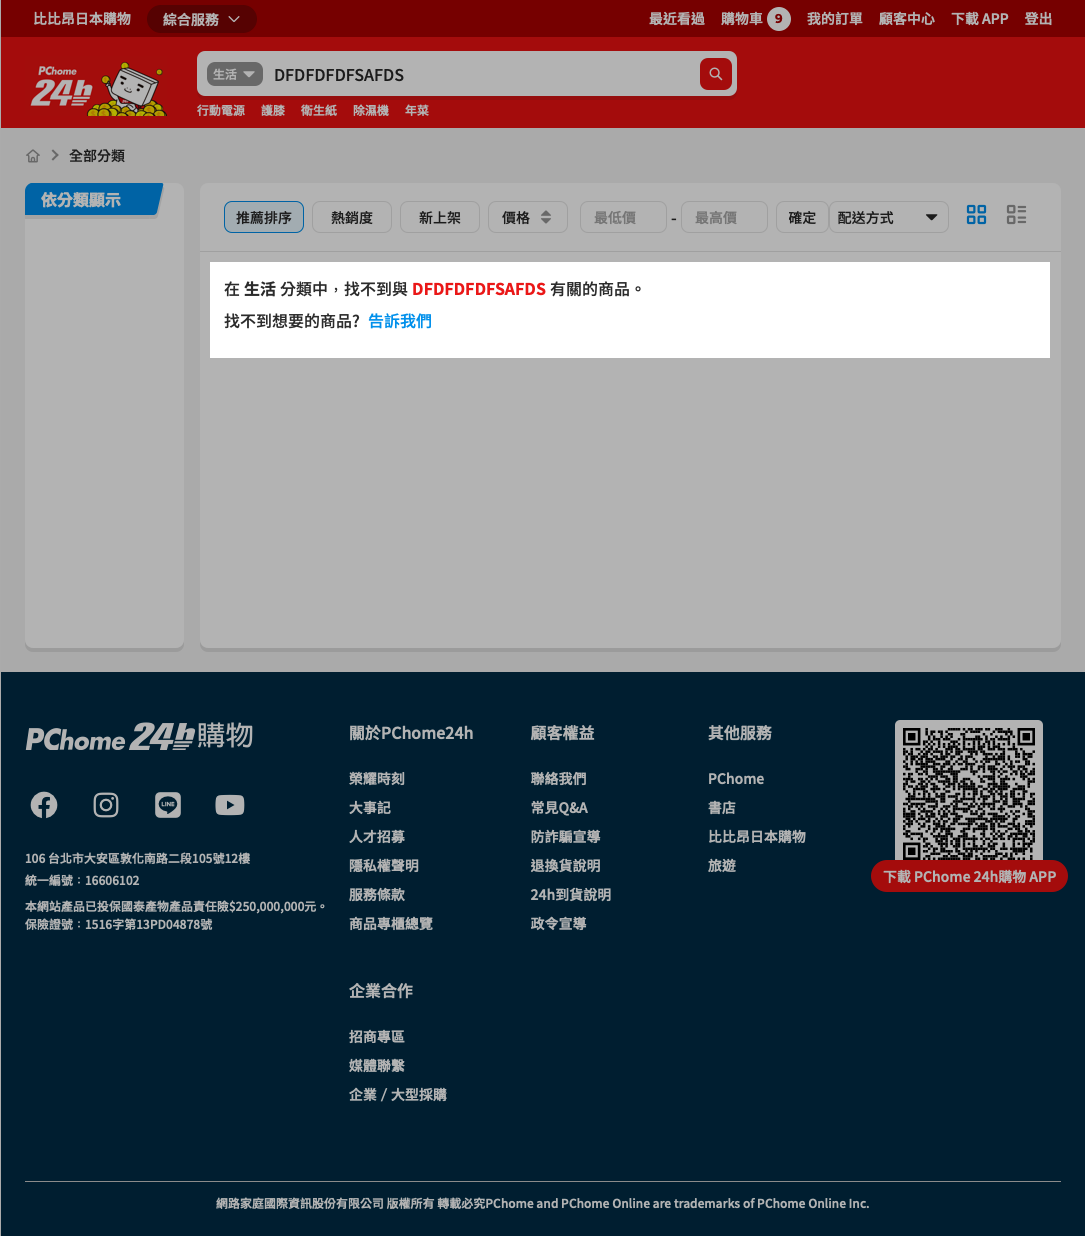 比比昂日本購物
綜合服務
最近看過
購物車 9
我的訂單
顧客中心
下載 APP
登出
PChome
24h
生活
DFDFDFDFSAFDS
行動電源
護膝
衛生紙
除濕機
年菜
全部分類
依分類顯示
推薦排序
熱銷度
新上架
價格
最低價
-
最高價
確定
配送方式
在 生活 分類中，找不到與 DFDFDFDFSAFDS 有關的商品。
找不到想要的商品? 告訴我們
PChome 24h購物
LINE
106 台北市大安區敦化南路二段105號12樓
統一編號：16606102
本網站產品已投保國泰產物產品責任險$250,000,000元。
保險證號：1516字第13PD04878號
關於PChome24h
榮耀時刻
大事記
人才招募
隱私權聲明
服務條款
商品專櫃總覽
顧客權益
聯絡我們
常見Q&A
防詐騙宣導
退換貨說明
24h到貨說明
政令宣導
其他服務
PChome
書店
比比昂日本購物
旅遊
下載 PChome 24h購物 APP
企業合作
招商專區
媒體聯繫
企業 / 大型採購
網路家庭國際資訊股份有限公司 版權所有 轉載必究PChome and PChome Online are trademarks of PChome Online Inc.